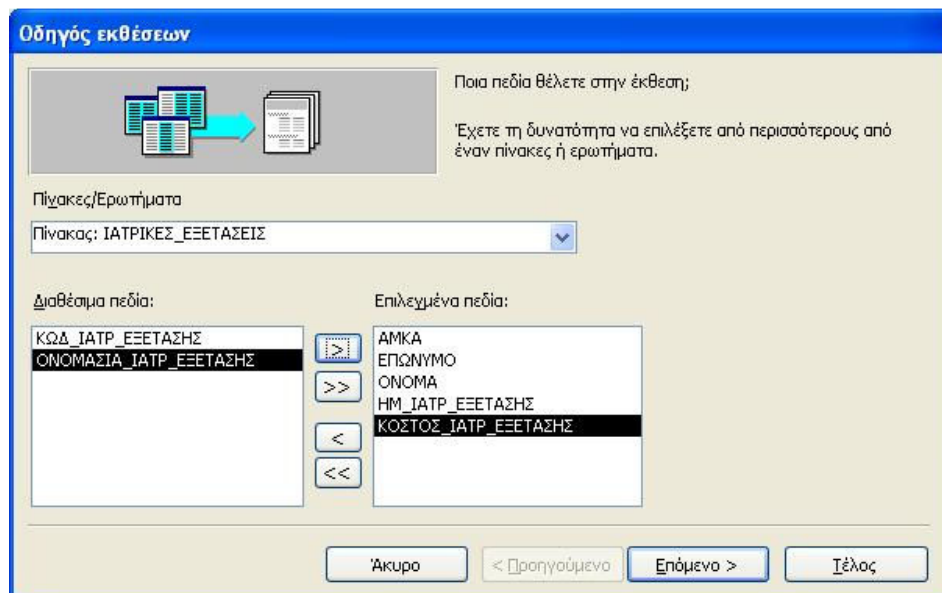 Οδηγός εκθέσεων
Ποια πεδία θέλετε στην έκθεση;
Έχετε τη δυνατότητα να επιλέξετε από περισσότερους από
έναν πίνακες ή ερωτήματα.
Πίνακες/Ερωτήματα
Πίνακας: ΙΑΤΡΙΚΕΣ_ΕΞΕΤΑΣΕΙΣ
Διαθέσιμα πεδία:
Επιλεγμένα πεδία:
ΚΩΔ_ΙΑΤΡ_ΕΞΕΤΑΣΗΣ
ΟΝΟΜΑΣΙΑ_ΙΑΤΡ_ΕΞΕΤΑΣΗΣ
>
>>
<
<<
ΑΜΚΑ
ΕΠΩΝΥΜΟ
ΟΝΟΜΑ
ΗΜ_ΙΑΤΡ_ΕΞΕΤΑΣΗΣ
ΚΟΣΤΟΣ_ΙΑΤΡ_ΕΞΕΤΑΣΗΣ
Άκυρο
< Προηγούμενο
Επόμενο >
Τέλος